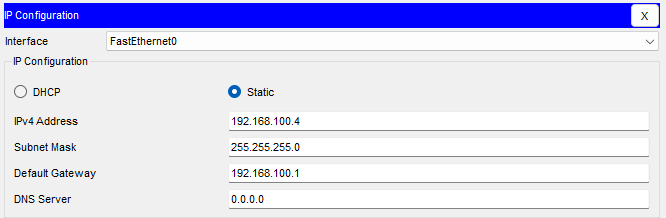 IP Configuration X
Interface FastEthernet0
IP Configuration
DHCP Static
IPv4 Address 192.168.100.4
Subnet Mask 255.255.255.0
Default Gateway 192.168.100.1
DNS Server 0.0.0.0